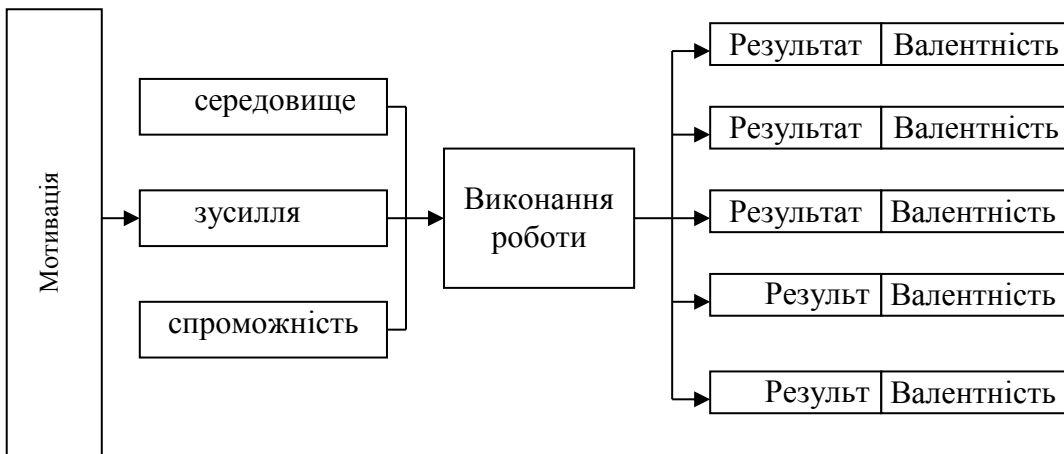 Мотивація
середовище
зусилля
спроможність
Виконання
роботи
Результат Валентність
Результат Валентність
Результат Валентність
Результ Валентність
Результ Валентність